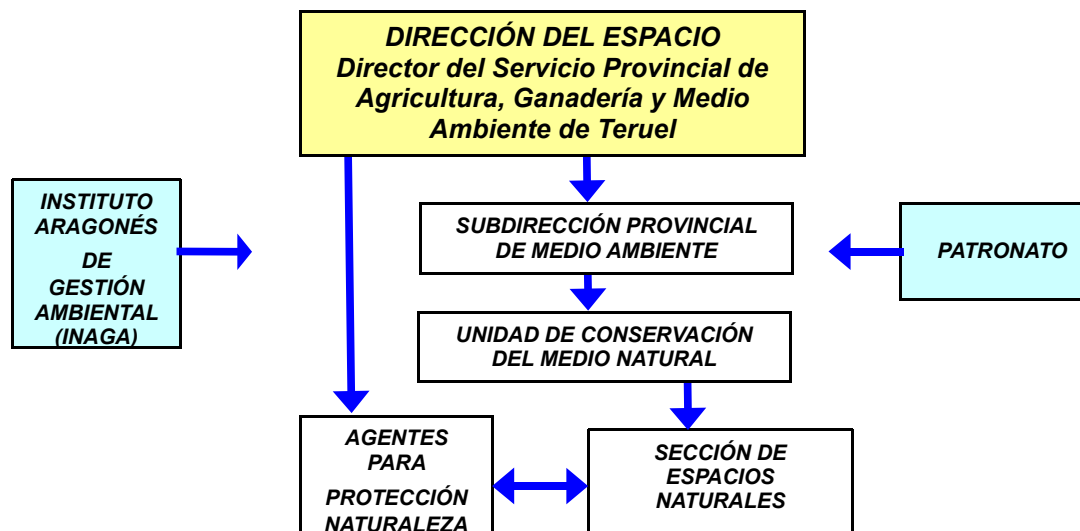 DIRECCIÓN DEL ESPACIO
Director del Servicio Provincial de
Agricultura, Ganadería y Medio
Ambiente de Teruel
INSTITUTO
ARAGONÉS
DE
GESTIÓN
AMBIENTAL
(INAGA)
SUBDIRECCIÓN PROVINCIAL
DE MEDIO AMBIENTE
PATRONATO
UNIDAD DE CONSERVACIÓN
DEL MEDIO NATURAL
AGENTES
PARA
PROTECCIÓN
NATURALEZA
SECCIÓN DE
ESPACIOS
NATURALES